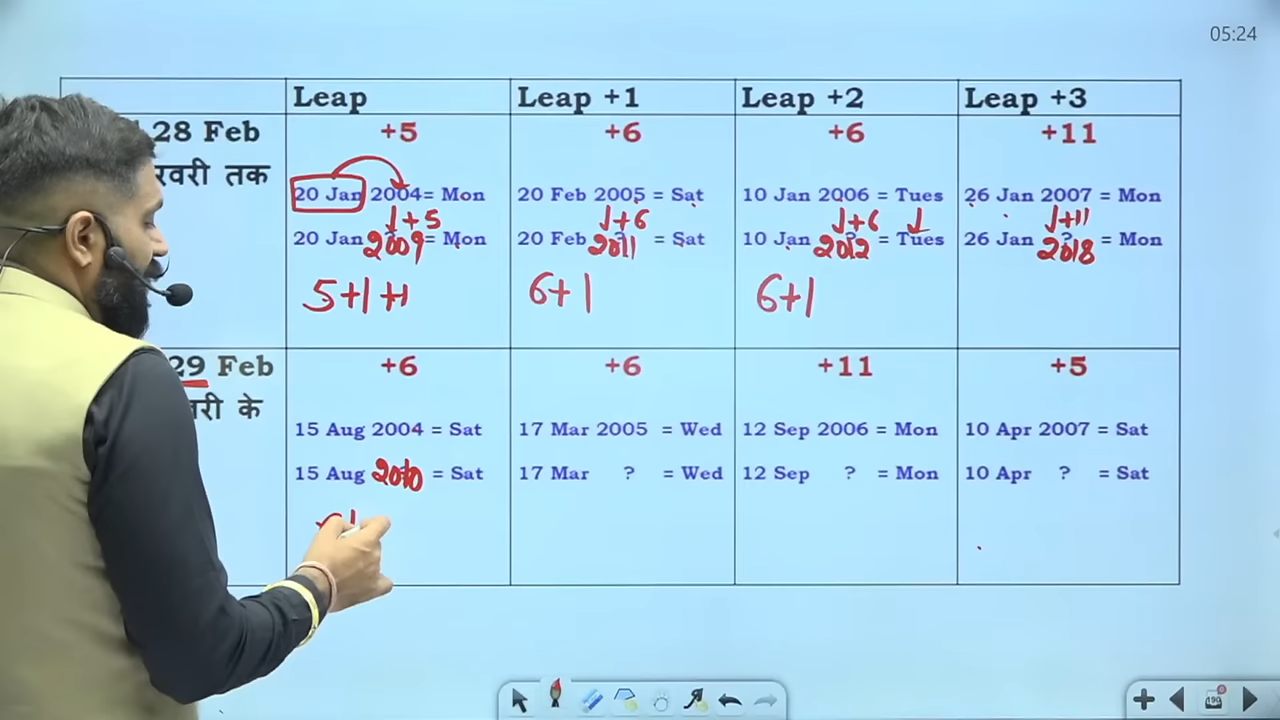 05:24
Leap Leap +1 Leap +2 Leap +3
28 Feb +5 +6 +6 +11
तक
20 Jan 2004= Mon 20 Feb 2005 = Sat 10 Jan 2006 = Tues 26 Jan 2007 = Mon
+5 +6 +6 +11
20 Jan 2009 = Mon 20 Feb 2011 = Sat 10 Jan 2012 = Tues 26 Jan 2018 = Mon
5+1+1 6+1 6+1
29 Feb +6 +6 +11 +5
के
15 Aug 2004 = Sat 17 Mar 2005 = Wed 12 Sep 2006 = Mon 10 Apr 2007 = Sat
15 Aug 2010 = Sat 17 Mar ? = Wed 12 Sep ? = Mon 10 Apr ? = Sat